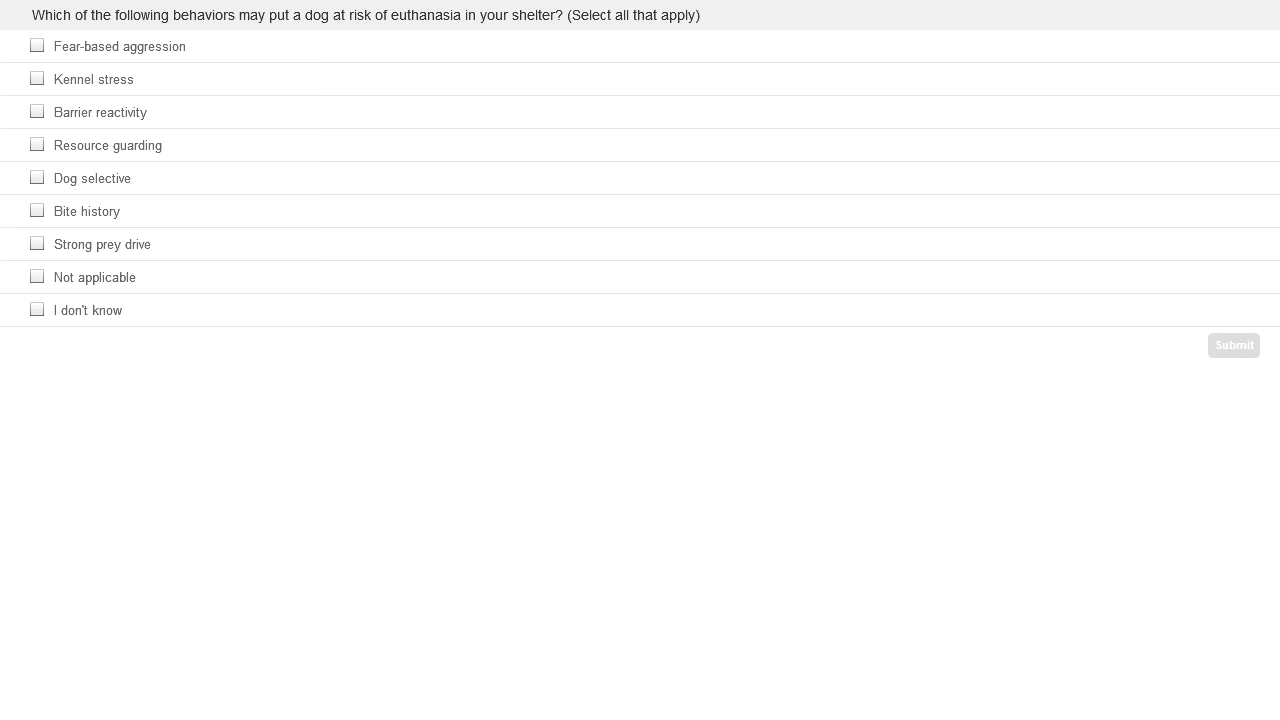 Which of the following behaviors may put a dog at risk of euthanasia in your shelter? (Select all that apply)
Fear-based aggression
Kennel stress
Barrier reactivity
Resource guarding
Dog selective
Bite history
Strong prey drive
Not applicable
I don't know
Submit